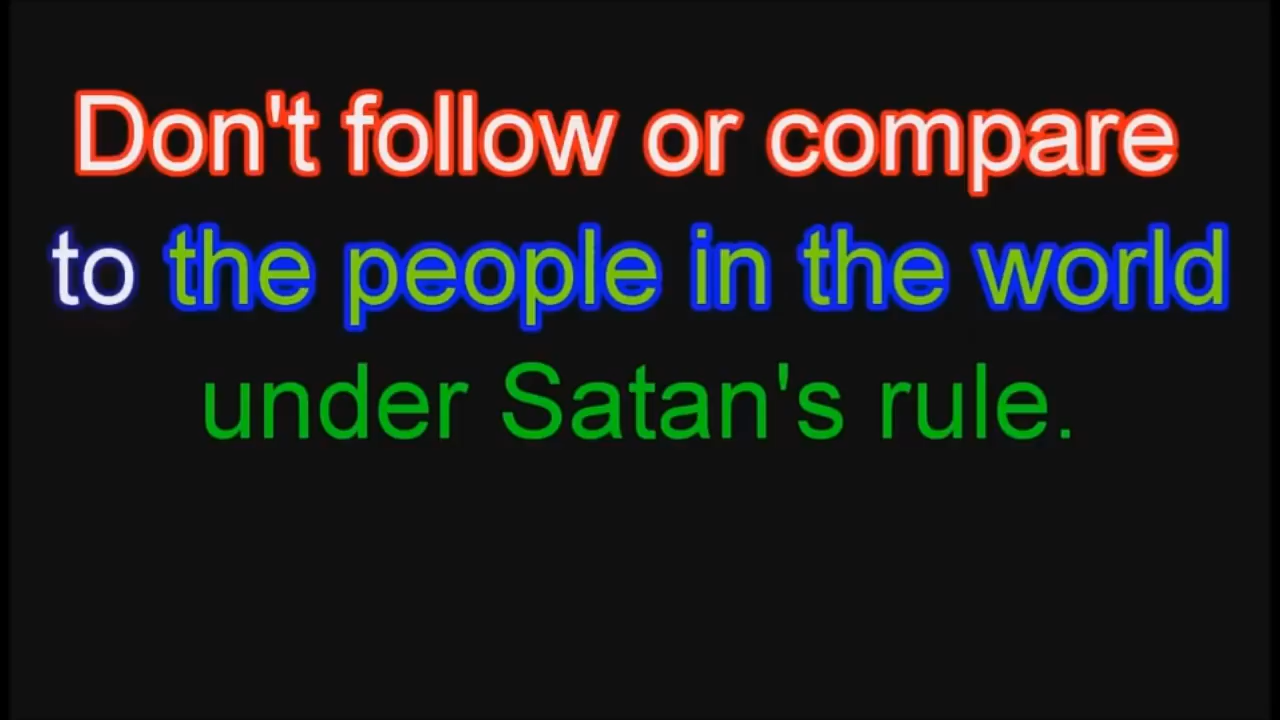 Don't follow or compare
to the people in the world
under Satan's rule.